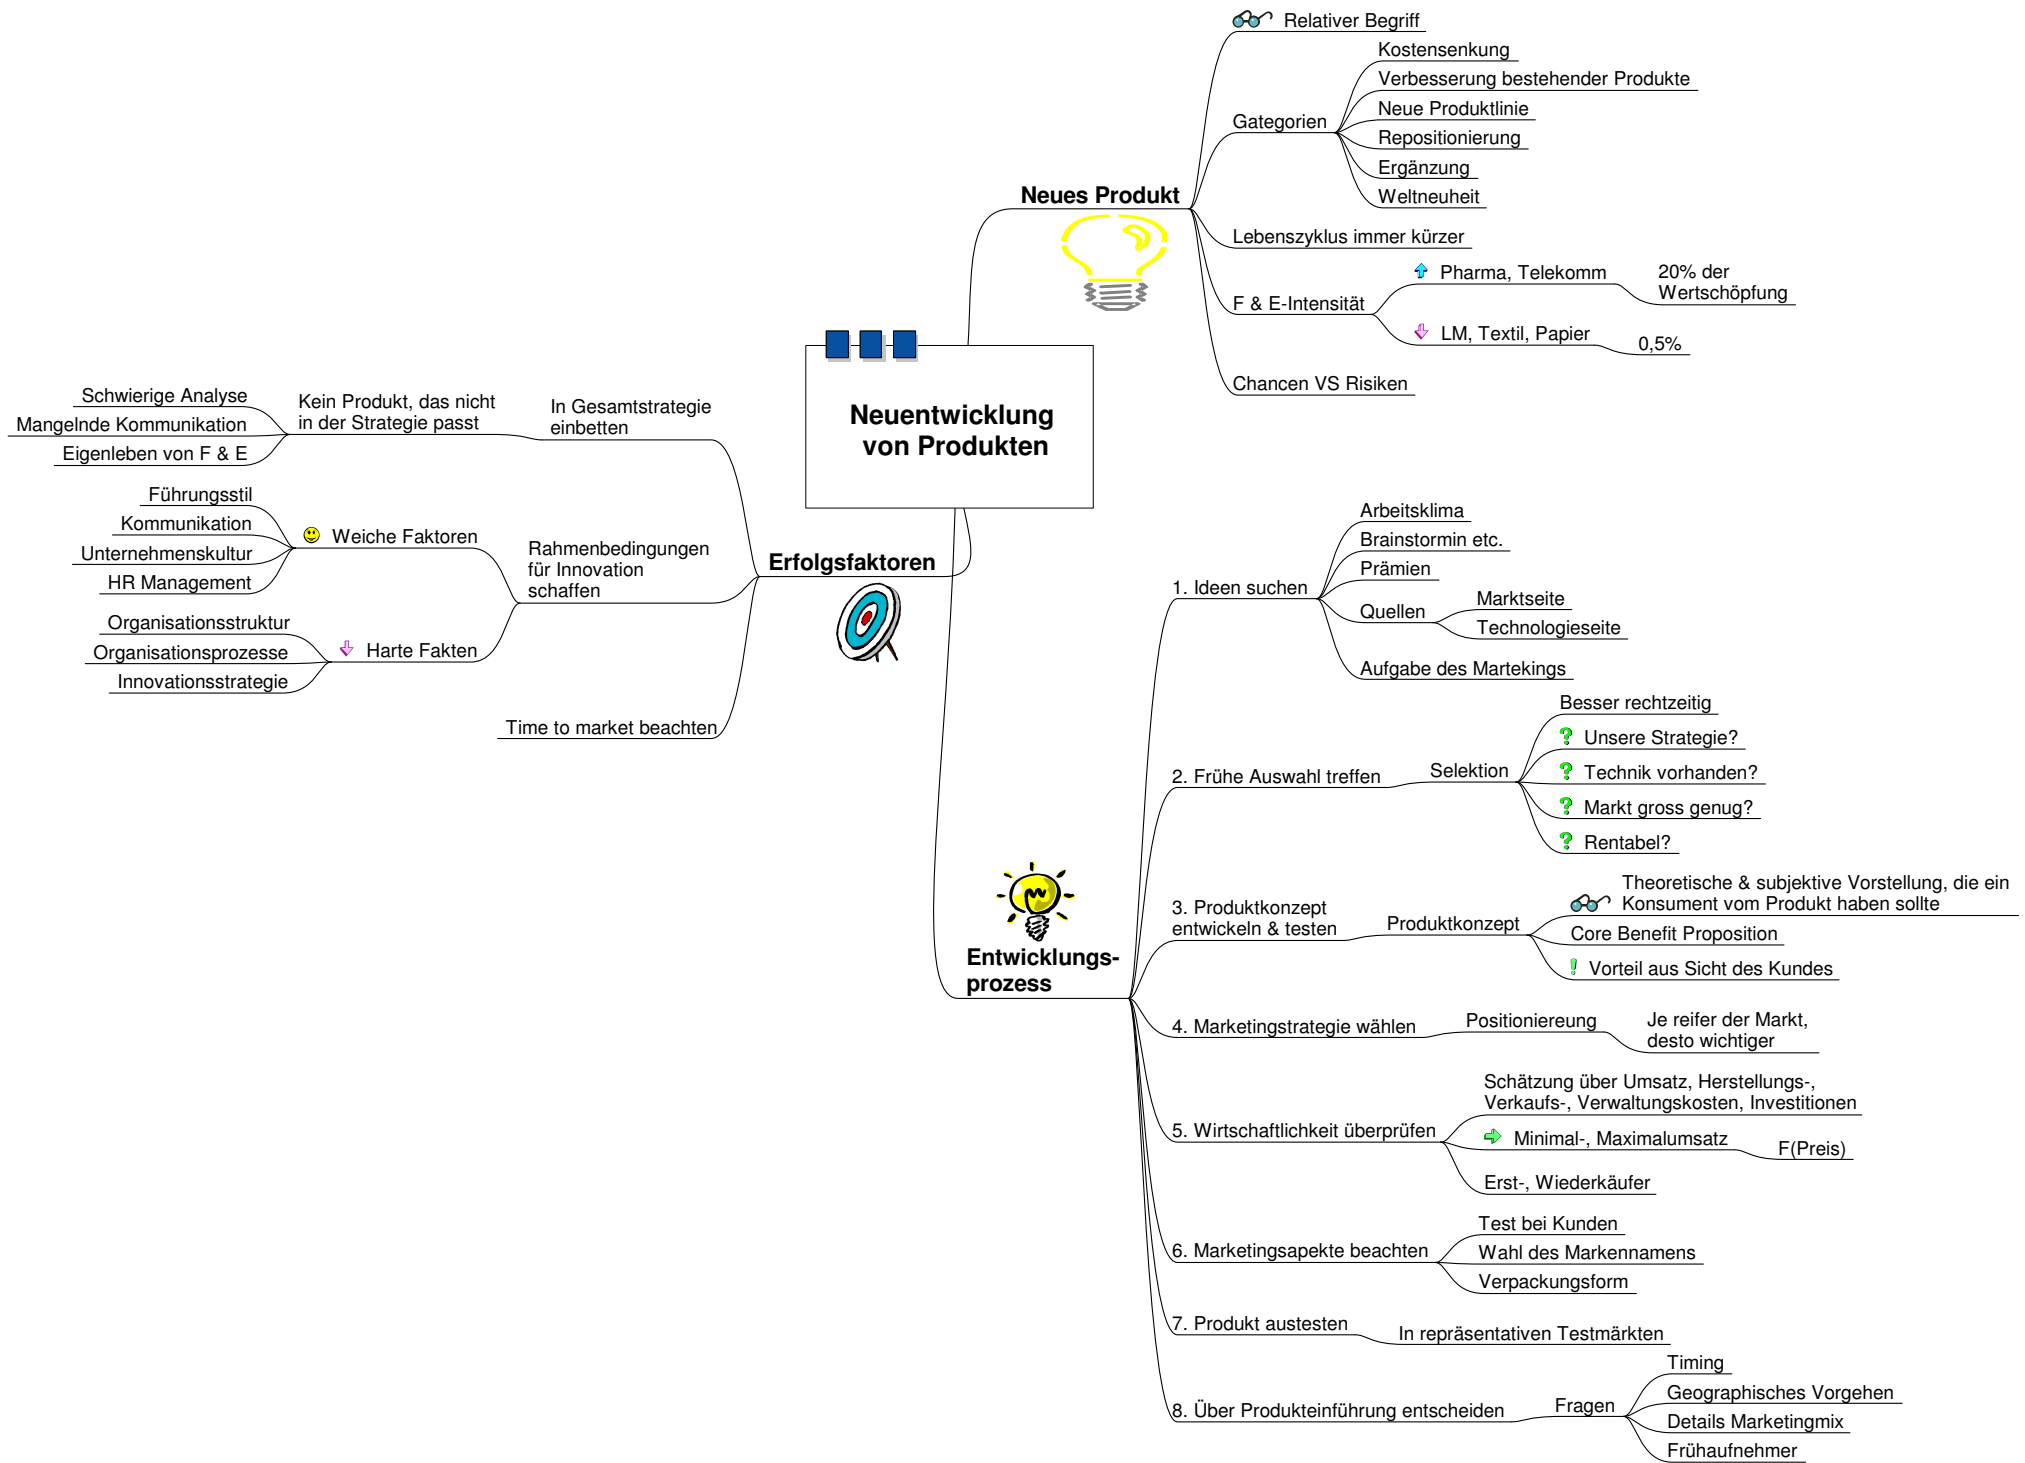 Neuentwicklung
von Produkten
Neues Produkt
Relativer Begriff
Gategorien
Kostensenkung
Verbesserung bestehender Produkte
Neue Produktlinie
Repositionierung
Ergänzung
Weltneuheit
Lebenszyklus immer kürzer
F & E-Intensität
Pharma, Telekomm
20% der
Wertschöpfung
LM, Textil, Papier
0,5%
Chancen VS Risiken
Erfolgsfaktoren
In Gesamtstrategie
einbetten
Kein Produkt, das nicht
in der Strategie passt
Schwierige Analyse
Mangelnde Kommunikation
Eigenleben von F & E
Rahmenbedingungen
für Innovation
schaffen
Weiche Faktoren
Führungsstil
Kommunikation
Unternehmenskultur
HR Management
Harte Fakten
Organisationsstruktur
Organisationsprozesse
Innovationsstrategie
Time to market beachten
Entwicklungs-
prozess
1. Ideen suchen
Arbeitsklima
Brainstormin etc.
Prämien
Quellen
Marktseite
Technologieseite
Aufgabe des Martekings
2. Frühe Auswahl treffen
Selektion
Besser rechtzeitig
? Unsere Strategie?
? Technik vorhanden?
? Markt gross genug?
? Rentabel?
3. Produktkonzept
entwickeln & testen
Produktkonzept
Theoretische & subjektive Vorstellung, die ein
Konsument vom Produkt haben sollte
Core Benefit Proposition
! Vorteil aus Sicht des Kundes
4. Marketingstrategie wählen
Positioniereung
Je reifer der Markt,
desto wichtiger
5. Wirtschaftlichkeit überprüfen
Schätzung über Umsatz, Herstellungs-,
Verkaufs-, Verwaltungskosten, Investitionen
Minimal-, Maximalumsatz
F(Preis)
Erst-, Wiederkäufer
6. Marketingsapekte beachten
Test bei Kunden
Wahl des Markennamens
Verpackungsform
7. Produkt austesten
In repräsentativen Testmärkten
8. Über Produkteinführung entscheiden
Fragen
Timing
Geographisches Vorgehen
Details Marketingmix
Frühaufnehmer